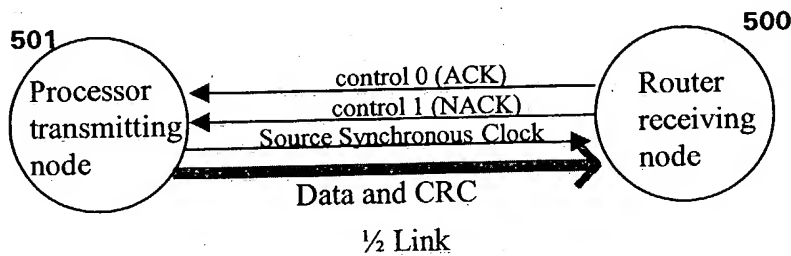 501
500
Processor
transmitting
node
control 0 (ACK)
control 1 (NACK)
Source Synchronous Clock
Data and CRC
Router
receiving
node
½ Link